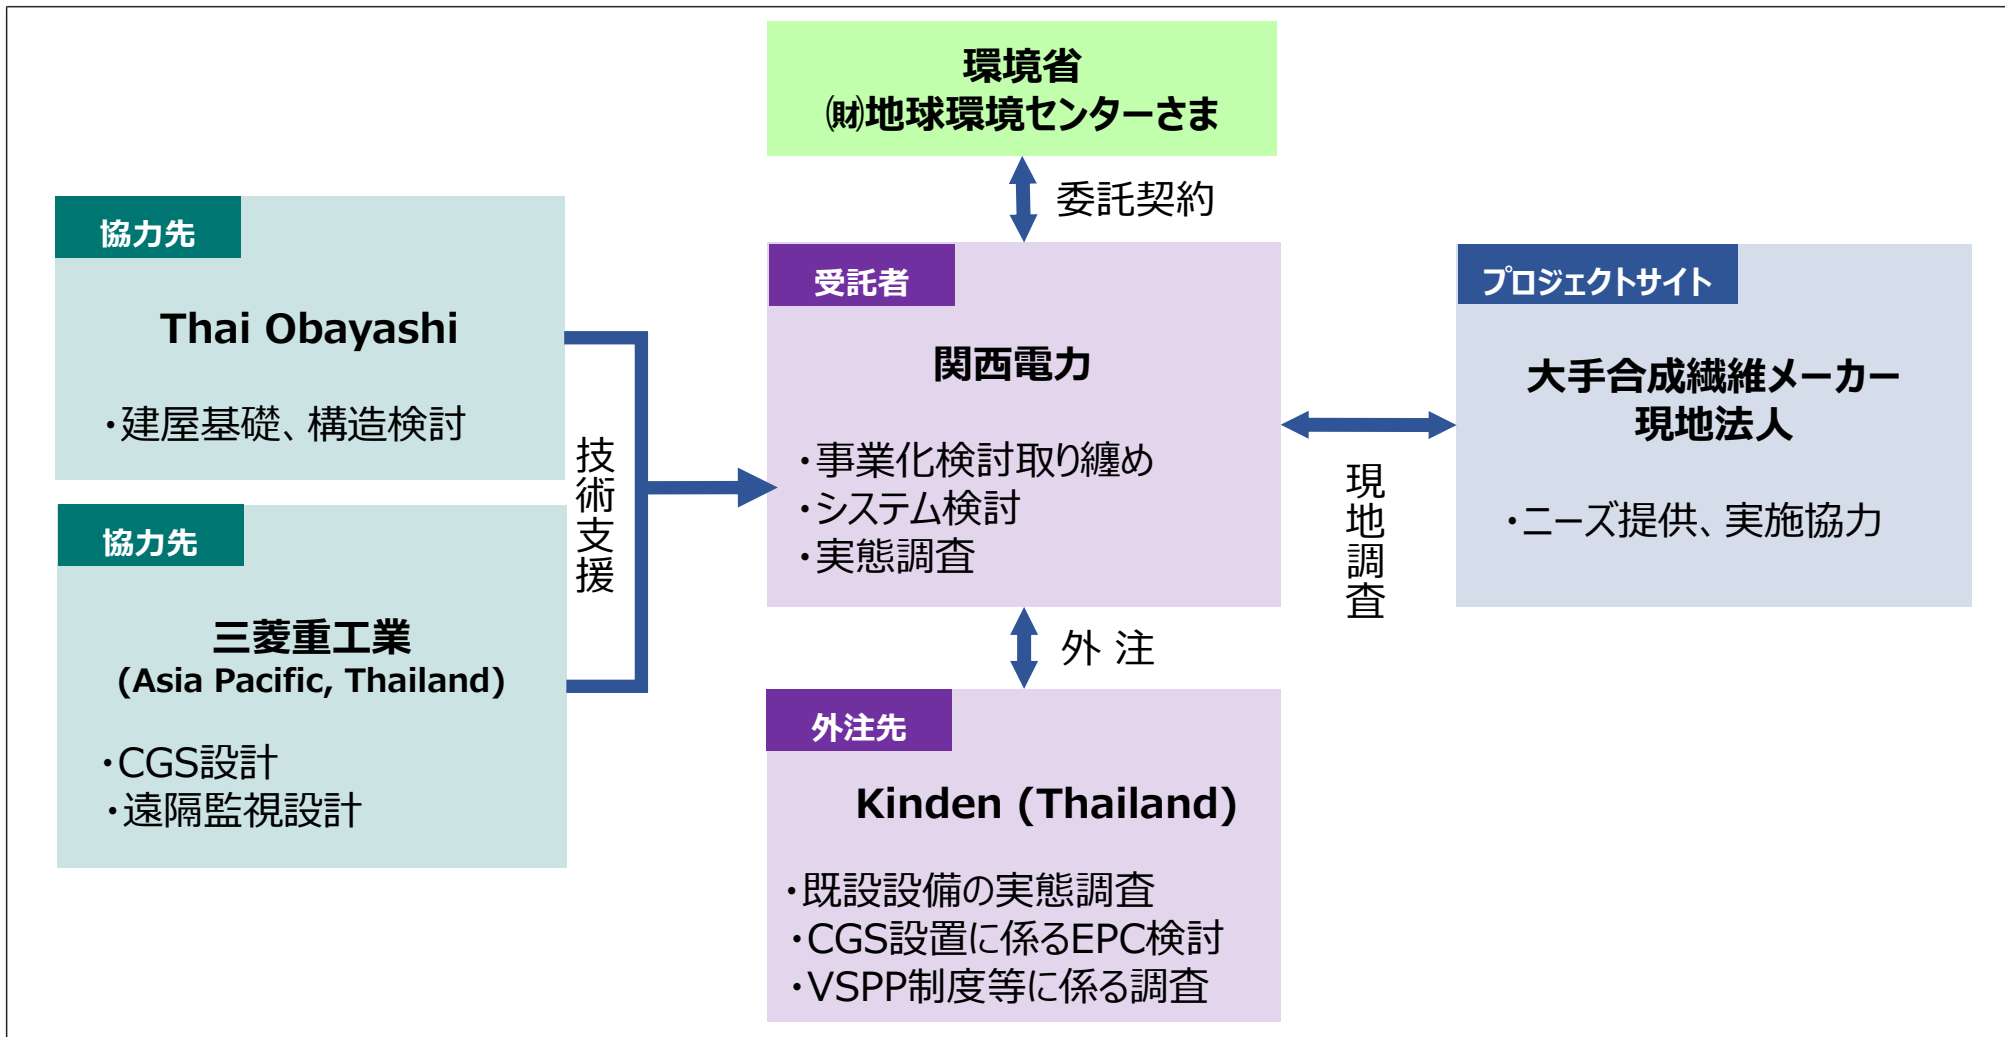 環境省
㈶地球環境センターさま
委託契約
協力先
Thai Obayashi
・建屋基礎、構造検討
協力先
三菱重工業
(Asia Pacific, Thailand)
・CGS設計
・遠隔監視設計
技術支援
受託者
関西電力
・事業化検討取り纏め
・システム検討
・実態調査
外 注
外注先
Kinden (Thailand)
・既設設備の実態調査
・CGS設置に係るEPC検討
・VSPP制度等に係る調査
現地調査
プロジェクトサイト
大手合成繊維メーカー
現地法人
・ニーズ提供、実施協力